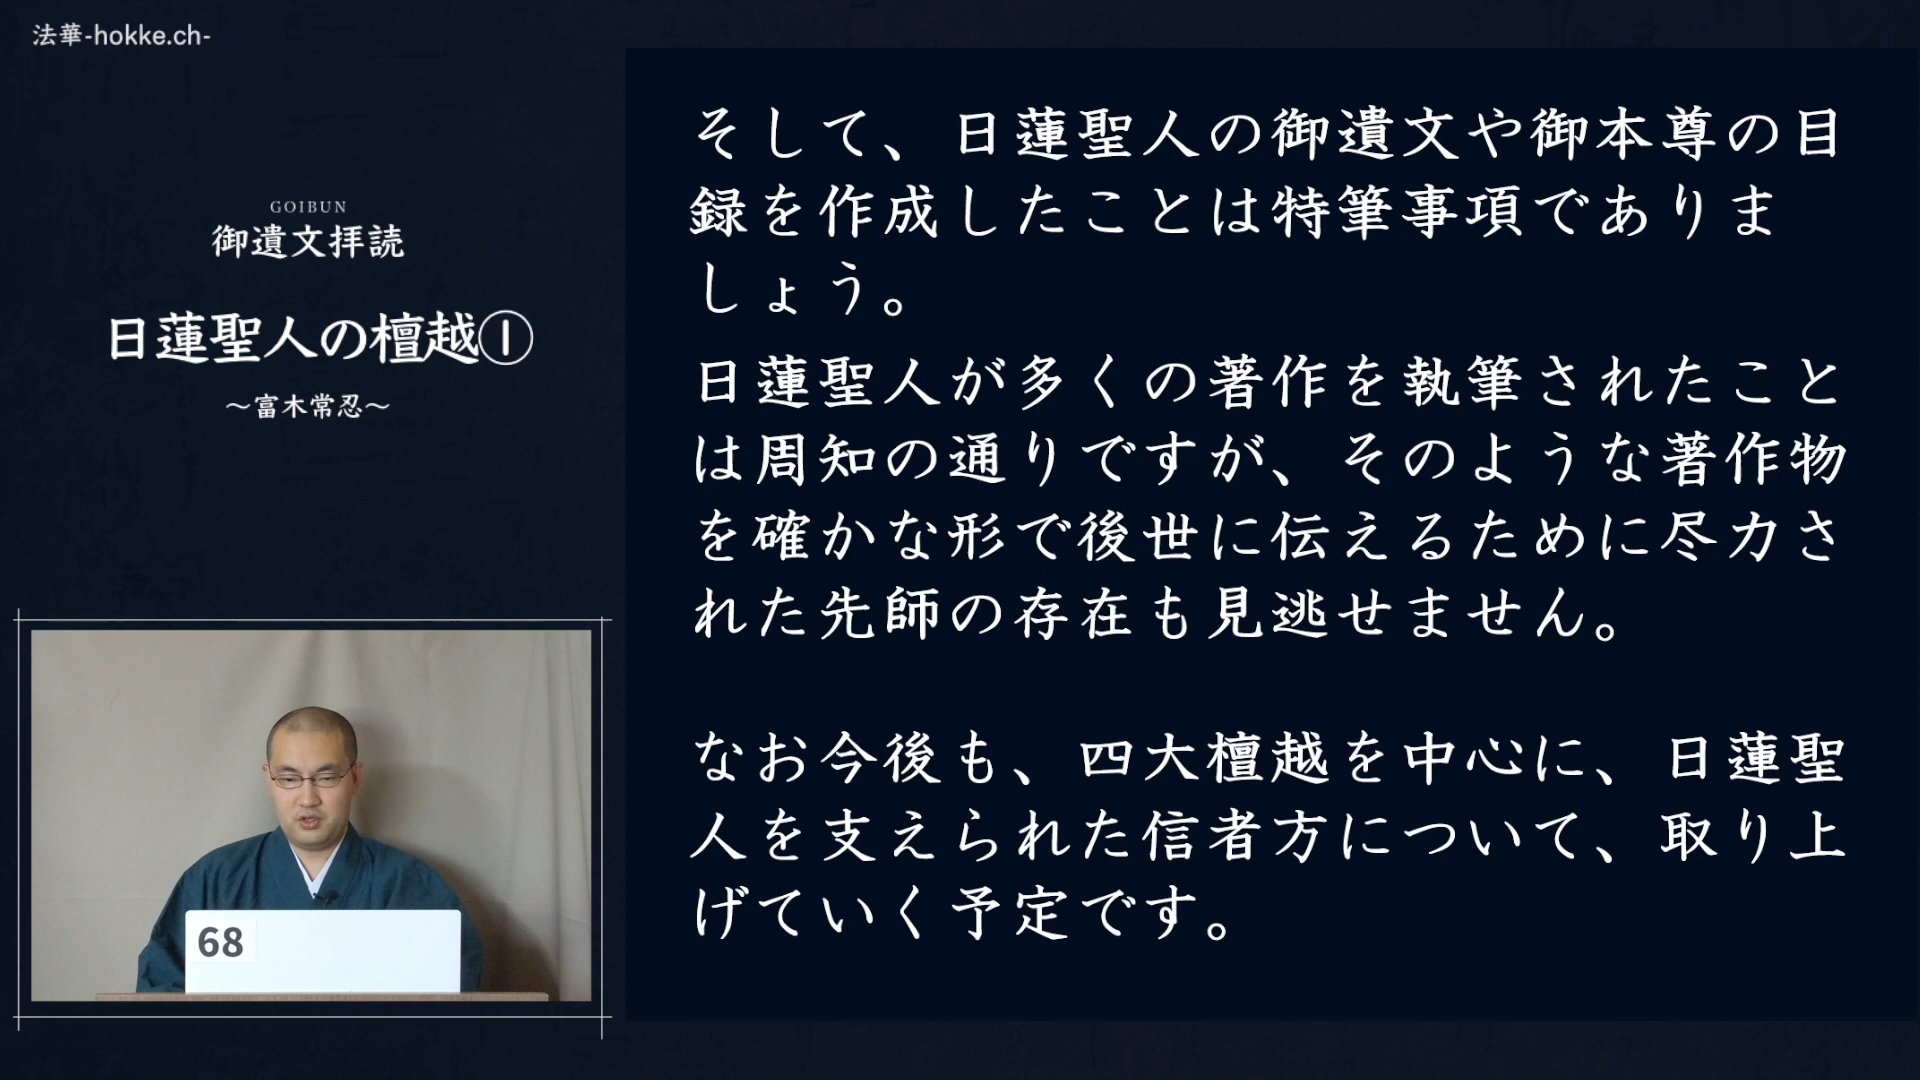 法華-hokke.ch-
GOIBUN
御遺文拝読
日蓮聖人の檀越①
～富木常忍～
68
そして、日蓮聖人の御遺文や御本尊の目
録を作成したことは特筆事項でありま
しょう。
日蓮聖人が多くの著作を執筆されたこと
は周知の通りですが、そのような著作物
を確かな形で後世に伝えるために尽力さ
れた先師の存在も見逃せません。
なお今後も、四大檀越を中心に、日蓮聖
人を支えられた信者方について、取り上
げていく予定です。